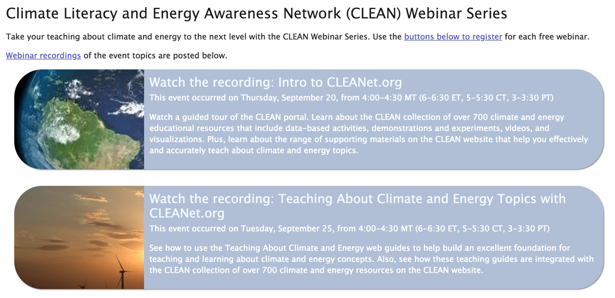 Climate Literacy and Energy Awareness Network (CLEAN) Webinar Series
Take your teaching about climate and energy to the next level with the CLEAN Webinar Series. Use the buttons below to register for each free webinar.
Webinar recordings of the event topics are posted below.
Watch the recording: Intro to CLEANet.org
This event occurred on Thursday, September 20, from 4:00-4:30 MT (6-6:30 ET, 5-5:30 CT, 3-3:30 PT)
Watch a guided tour of the CLEAN portal. Learn about the CLEAN collection of over 700 climate and energy
educational resources that include data-based activities, demonstrations and experiments, videos, and
visualizations. Plus, learn about the range of supporting materials on the CLEAN website that help you effectively
and accurately teach about climate and energy topics.
Watch the recording: Teaching About Climate and Energy Topics with
CLEANet.org
This event occurred on Tuesday, September 25, from 4:00-4:30 MT (6-6:30 ET, 5-5:30 CT, 3-3:30 PT)
See how to use the Teaching About Climate and Energy web guides to help build an excellent foundation for
teaching and learning about climate and energy concepts. Also, see how these teaching guides are integrated with
the CLEAN collection of over 700 climate and energy resources on the CLEAN website.